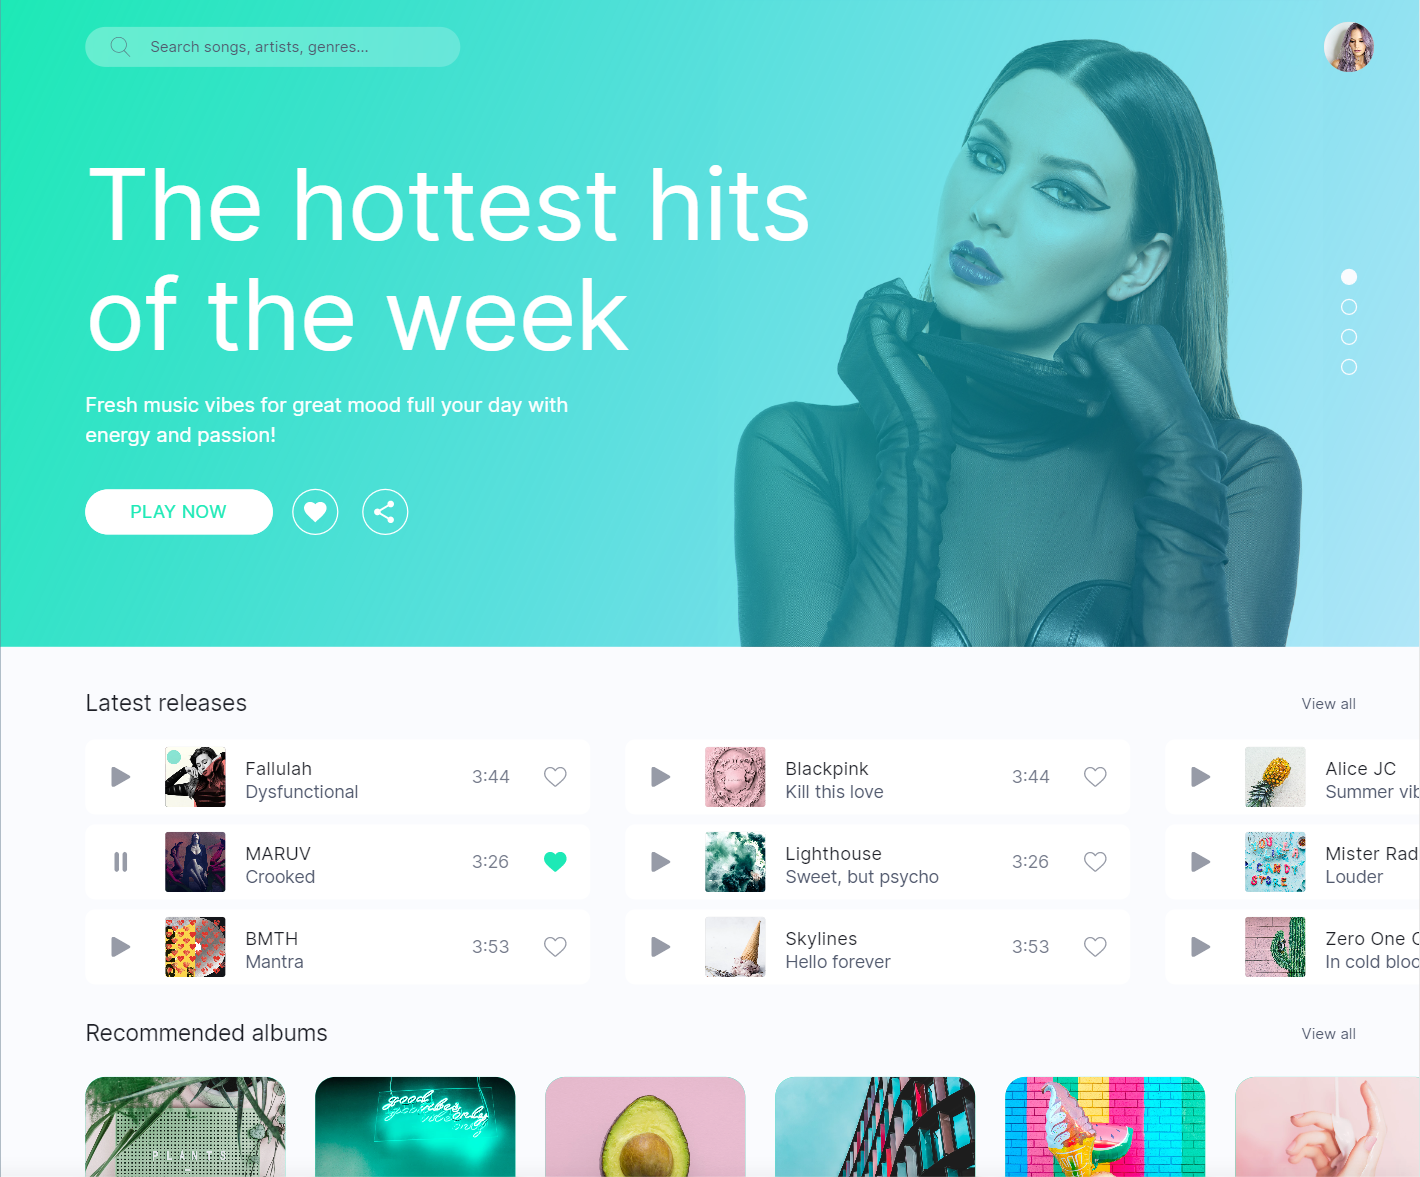 Search songs, artists, genres...
The hottest hits
of the week
Fresh music vibes for great mood full your day with
energy and passion!
PLAY NOW
Latest releases
View all
Fallulah
Dysfunctional
3:44
Blackpink
Kill this love
3:44
Alice JC
Summer vib
MARUV
Crooked
3:26
Lighthouse
Sweet, but psycho
3:26
Mister Rad
Louder
BMTH
Mantra
3:53
Skylines
Hello forever
3:53
Zero One
In cold bloo
Recommended albums
View all
PLANTS
good
vibes only